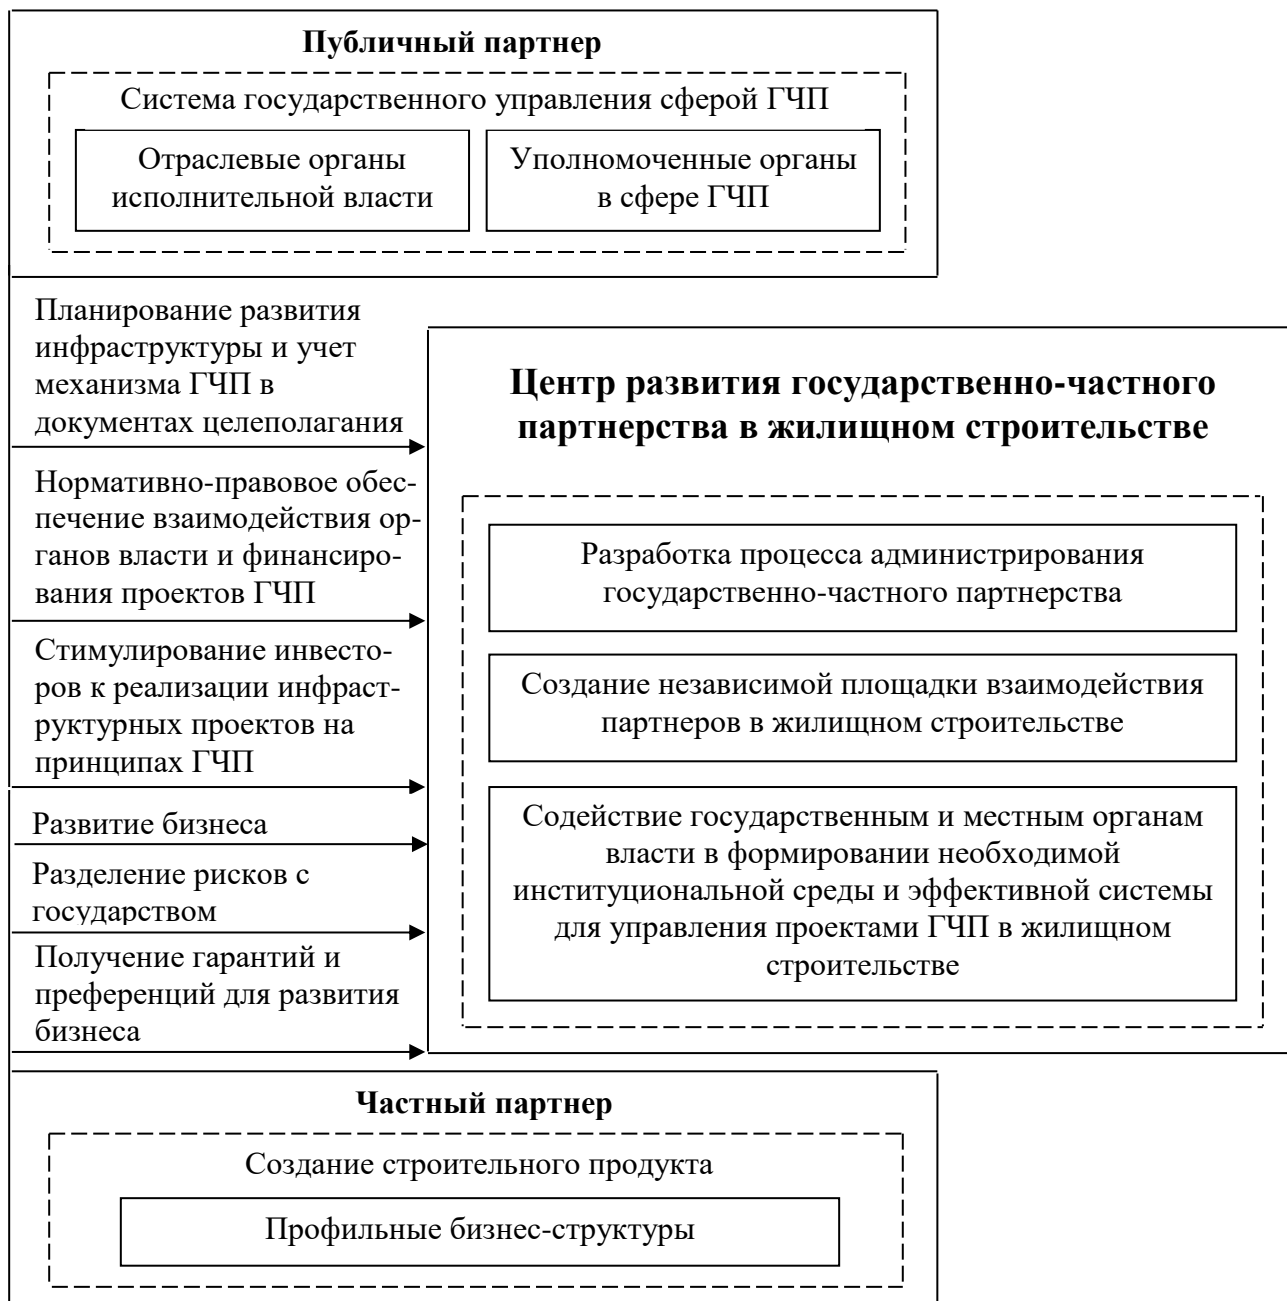 Публичный партнер
Система государственного управления сферой ГЧП
Отраслевые органы
исполнительной власти
Уполномоченные органы
в сфере ГЧП
Планирование развития
инфраструктуры и учет
механизма ГЧП в
документах целеполагания
Нормативно-правовое обес-
печение взаимодействия ор-
ганов власти и финансиро-
вания проектов ГЧП
Стимулирование инвесто-
ров к реализации инфраст-
руктурных проектов на
принципах ГЧП
Развитие бизнеса
Разделение рисков с
государством
Получение гарантий и
преференций для развития
бизнеса
Центр развития государственно-частного
партнерства в жилищном строительстве
Разработка процесса администрирования
государственно-частного партнерства
Создание независимой площадки взаимодействия
партнеров в жилищном строительстве
Содействие государственным и местным органам
власти в формировании необходимой
институциональной среды и эффективной системы
для управления проектами ГЧП в жилищном
строительстве
Частный партнер
Создание строительного продукта
Профильные бизнес-структуры